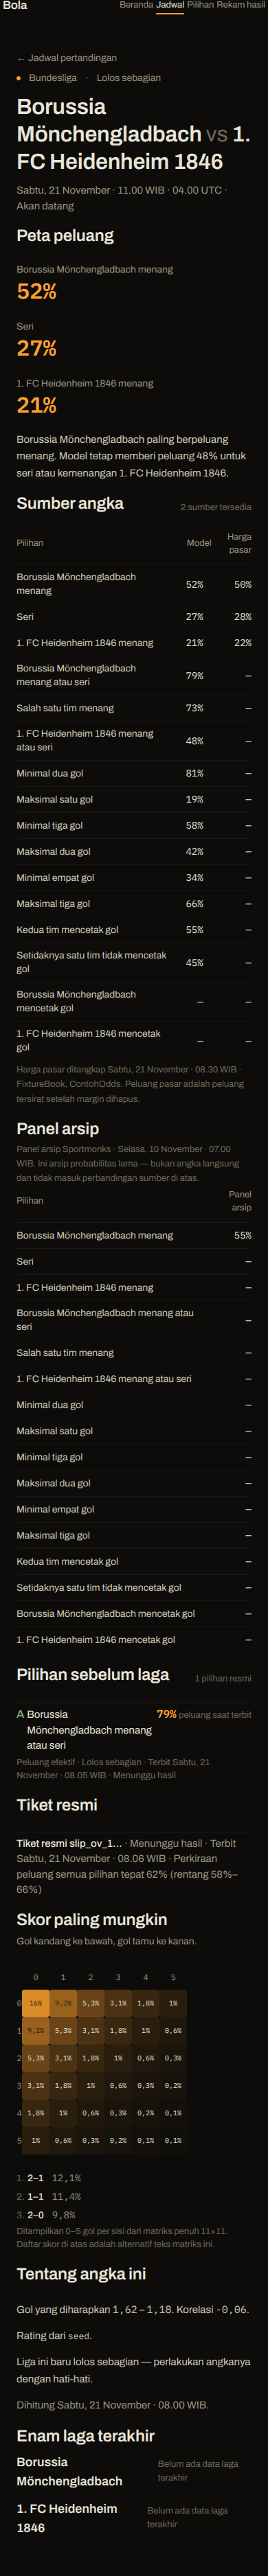 Bola
Beranda Jadwal Pilihan Rekam hasil
← Jadwal pertandingan
Bundesliga · Lolos sebagian
Borussia
Mönchengladbach vs 1.
FC Heidenheim 1846
Sabtu, 21 November · 11.00 WIB · 04.00 UTC ·
Akan datang
Peta peluang
Borussia Mönchengladbach menang
52%
Seri
27%
1. FC Heidenheim 1846 menang
21%
Borussia Mönchengladbach paling berpeluang
menang. Model tetap memberi peluang 48% untuk
seri atau kemenangan 1. FC Heidenheim 1846.
Sumber angka 2 sumber tersedia
Pilihan Model Harga
pasar
Borussia Mönchengladbach
menang 52% 50%
Seri 27% 28%
1. FC Heidenheim 1846 menang 21% 22%
Borussia Mönchengladbach
menang atau seri 79% —
Salah satu tim menang 73% —
1. FC Heidenheim 1846 menang
atau seri 48% —
Minimal dua gol 81% —
Maksimal satu gol 19% —
Minimal tiga gol 58% —
Maksimal dua gol 42% —
Minimal empat gol 34% —
Maksimal tiga gol 66% —
Kedua tim mencetak gol 55% —
Setidaknya satu tim tidak mencetak
gol 45% —
Borussia Mönchengladbach
mencetak gol — —
1. FC Heidenheim 1846 mencetak
gol — —
Harga pasar ditangkap Sabtu, 21 November · 08.30 WIB ·
FixtureBook, ContohOdds. Peluang pasar adalah peluang
tersirat setelah margin dihapus.
Panel arsip
Panel arsip Sportmonks · Selasa, 10 November · 07.00
WIB. Ini arsip probabilitas lama — bukan angka langsung
dan tidak masuk perbandingan sumber di atas.
Pilihan Panel
arsip
Borussia Mönchengladbach menang 55%
Seri —
1. FC Heidenheim 1846 menang —
Borussia Mönchengladbach menang atau
seri —
Salah satu tim menang —
1. FC Heidenheim 1846 menang atau seri —
Minimal dua gol —
Maksimal satu gol —
Minimal tiga gol —
Maksimal dua gol —
Minimal empat gol —
Maksimal tiga gol —
Kedua tim mencetak gol —
Setidaknya satu tim tidak mencetak gol —
Borussia Mönchengladbach mencetak gol —
1. FC Heidenheim 1846 mencetak gol —
Pilihan sebelum laga 1 pilihan resmi
A Borussia 79% peluang saat terbit
Mönchengladbach menang
atau seri
Peluang efektif · Lolos sebagian · Terbit Sabtu, 21
November · 08.05 WIB · Menunggu hasil
Tiket resmi
Tiket resmi slip_ov_1… · Menunggu hasil · Terbit
Sabtu, 21 November · 08.06 WIB · Perkiraan
peluang semua pilihan tepat 62% (rentang 58%–
66%)
Skor paling mungkin
Gol kandang ke bawah, gol tamu ke kanan.
0 1 2 3 4 5
0 16% 9,2% 5,3% 3,1% 1,8% 1%
1 9,2% 5,3% 3,1% 1,8% 1% 0,6%
2 5,3% 3,1% 1,8% 1% 0,6% 0,3%
3 3,1% 1,8% 1% 0,6% 0,3% 0,2%
4 1,8% 1% 0,6% 0,3% 0,2% 0,1%
5 1% 0,6% 0,3% 0,2% 0,1% 0,1%
1. 2–1 12,1%
2. 1–1 11,4%
3. 2–0 9,8%
Ditampilkan 0–5 gol per sisi dari matriks penuh 11×11.
Daftar skor di atas adalah alternatif teks matriks ini.
Tentang angka ini
Gol yang diharapkan 1,62–1,18. Korelasi -0,06.
Rating dari seed.
Liga ini baru lolos sebagian — perlakukan angkanya
dengan hati-hati.
Dihitung Sabtu, 21 November · 08.00 WIB.
Enam laga terakhir
Borussia
Mönchengladbach
Belum ada data laga
terakhir
1. FC Heidenheim
1846
Belum ada data laga
terakhir